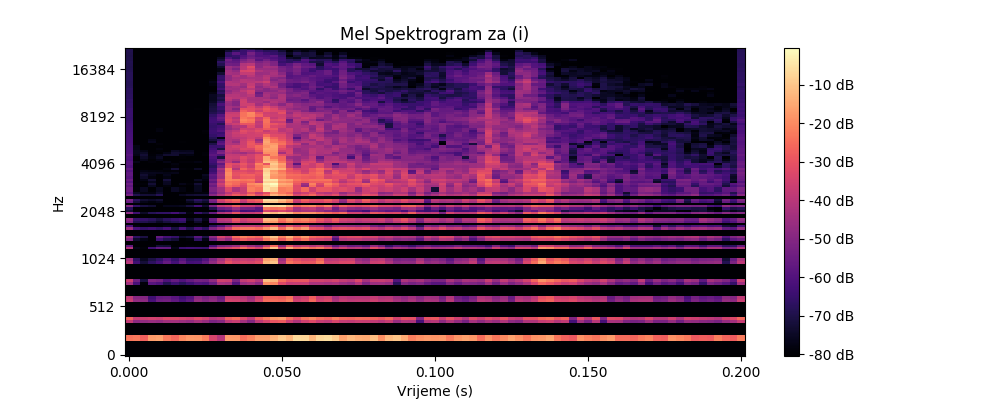 Mel Spektrogram za (i)
16384
8192
4096
2048
1024
512
0
Hz
0.000 0.050 0.100 0.150 0.200
Vrijeme (s)
-10 dB
-20 dB
-30 dB
-40 dB
-50 dB
-60 dB
-70 dB
-80 dB